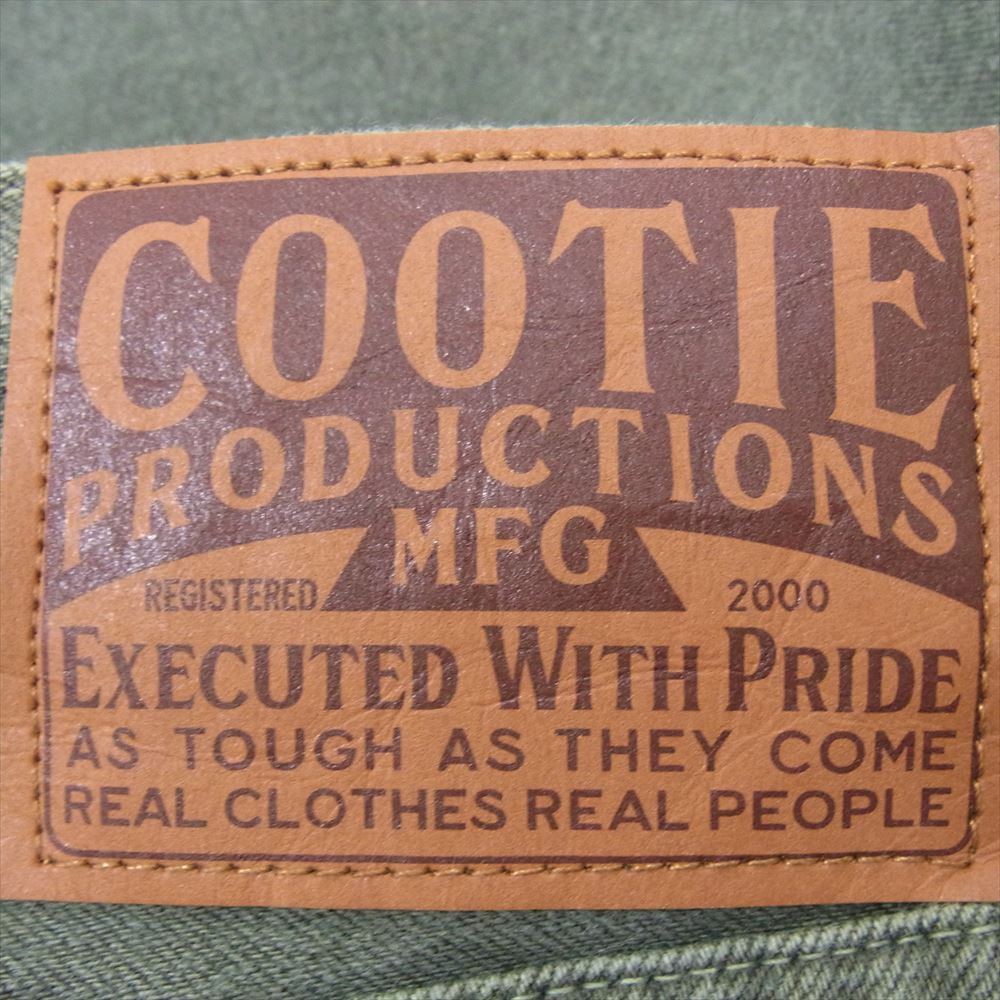 COOTIE
PRODUCTIONS
MFG
REGISTERED 2000
EXECUTED WITH PRIDE
AS TOUGH AS THEY COME
REAL CLOTHES REAL PEOPLE